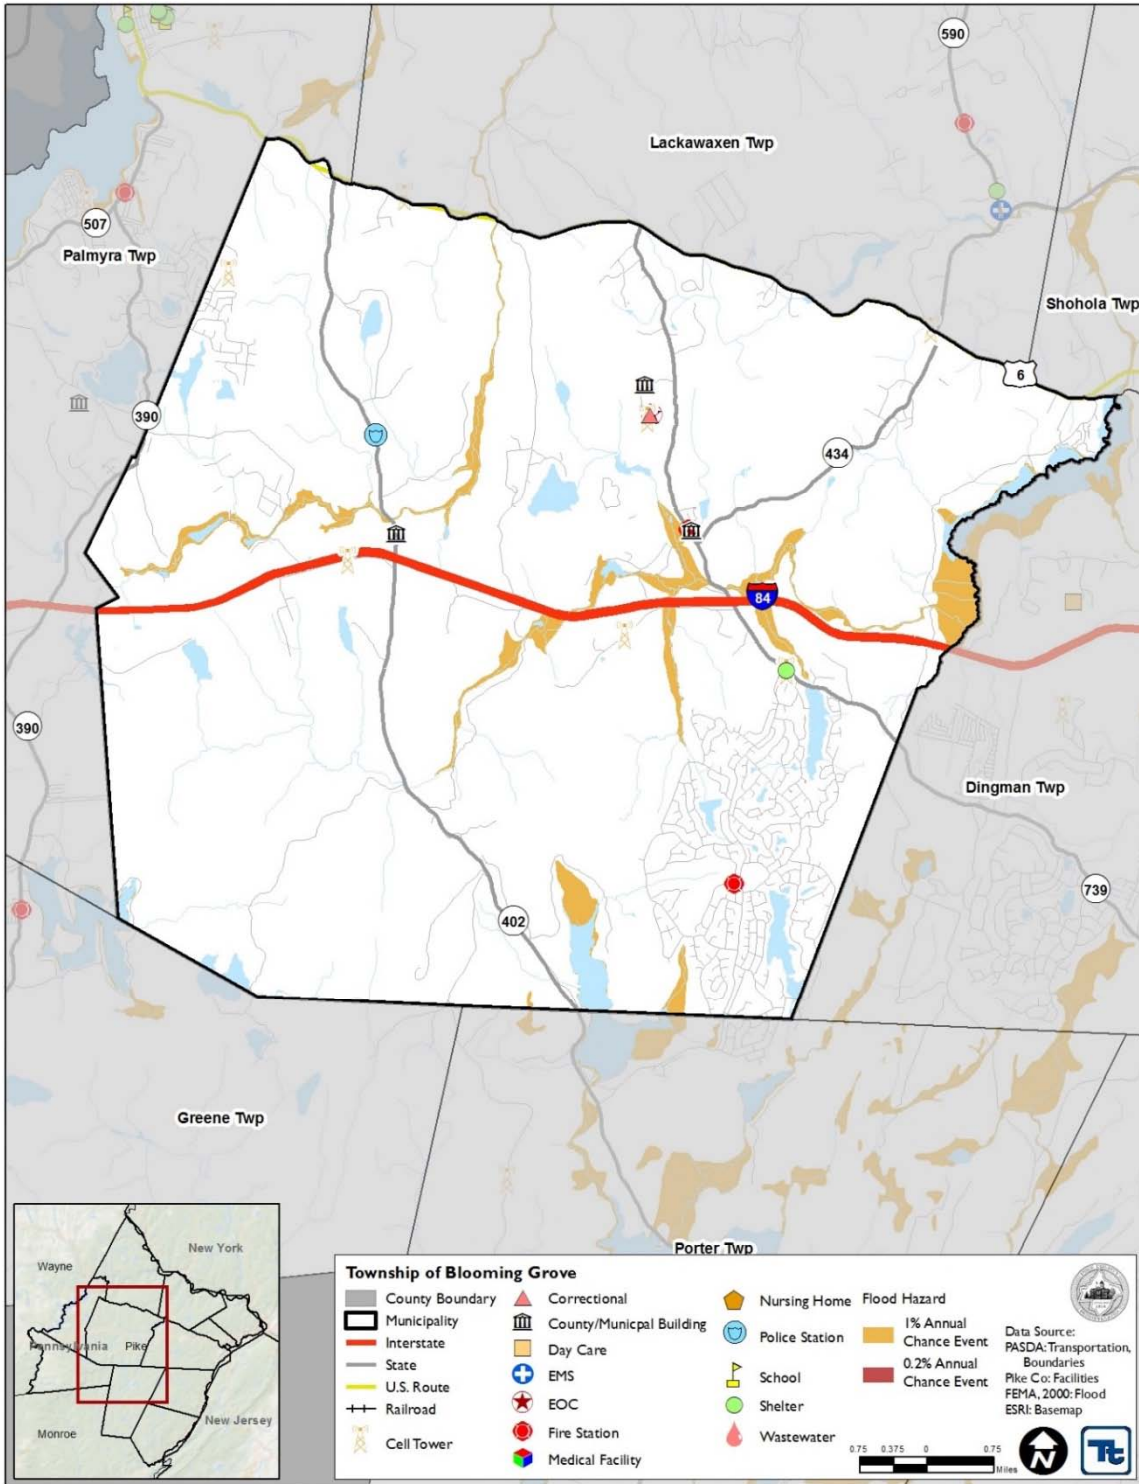 590
Lackawaxen Twp
507
Palmyra Twp
Shohola Twp
6
390
434
84
390
Dingman Twp
739
402
Greene Twp
Porter Twp
New York
Wayne
Pennsylvania
Pike
New Jersey
Monroe
Township of Blooming Grove
County Boundary
Municipality
Interstate
State
U.S. Route
Railroad
Cell Tower
Correctional
County/Municpal Building
Day Care
EMS
EOC
Fire Station
Medical Facility
Nursing Home
Police Station
School
Shelter
Wastewater
Flood Hazard
1% Annual
Chance Event
0.2% Annual
Chance Event
Data Source:
PASDA: Transportation,
Boundaries
Pike Co: Facilities
FEMA, 2000: Flood
ESRI: Basemap
0.75 0.375 0 0.75
Miles
N
Tt